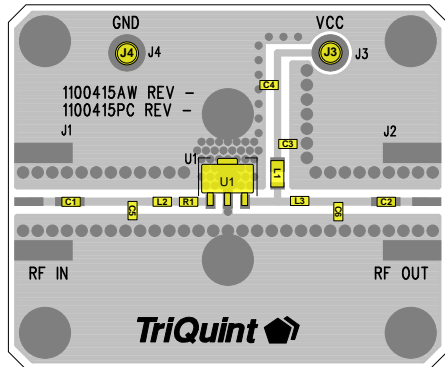 GND
VCC
J4
J4
J3
J3
C4
1100415AW REV -
1100415PC REV -
J1
J2
C3
U1
U1
L1
C1
C5
L2
R1
L3
C6
C2
RF IN
RF OUT
TriQuint